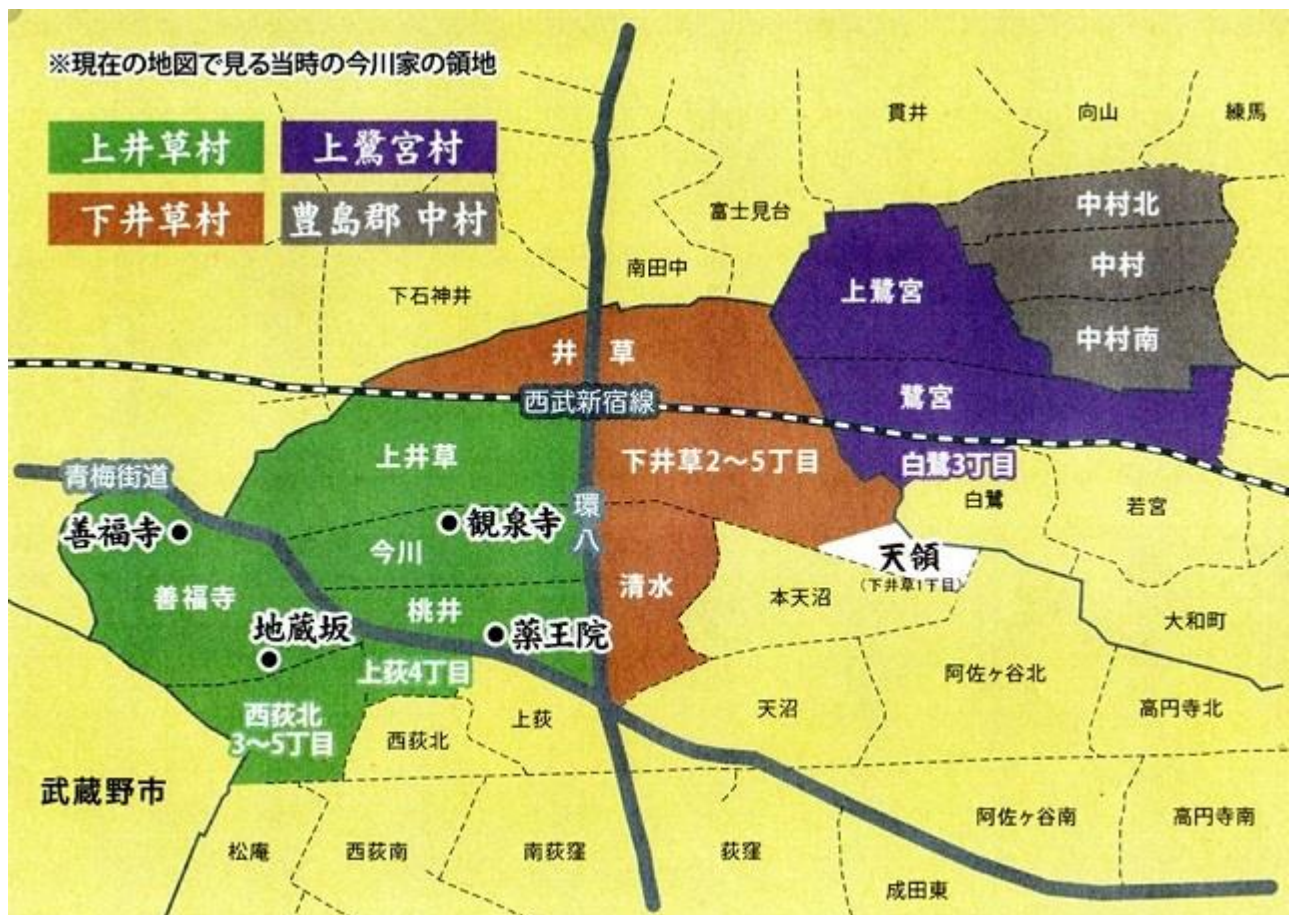 ※現在の地図で見る当時の今川家の領地
上井草村
上鷺宮村
下井草村
豊島郡 中村
貫井
向山
練馬
富士見台
南田中
下石神井
中村北
中村
中村南
上鷺宮
鷺宮
井草
西武新宿線
上井草
下井草2〜5丁目
白鷺3丁目
白鷺
若宮
青梅街道
善福寺
観泉寺
環八
今川
天領
(下井草1丁目)
善福寺
桃井
清水
本天沼
大和町
地蔵坂
薬王院
上荻4丁目
阿佐ヶ谷北
西荻北
3〜5丁目
西荻北
上荻
天沼
高円寺北
武蔵野市
松庵
西荻南
南荻窪
荻窪
成田東
阿佐ヶ谷南
高円寺南